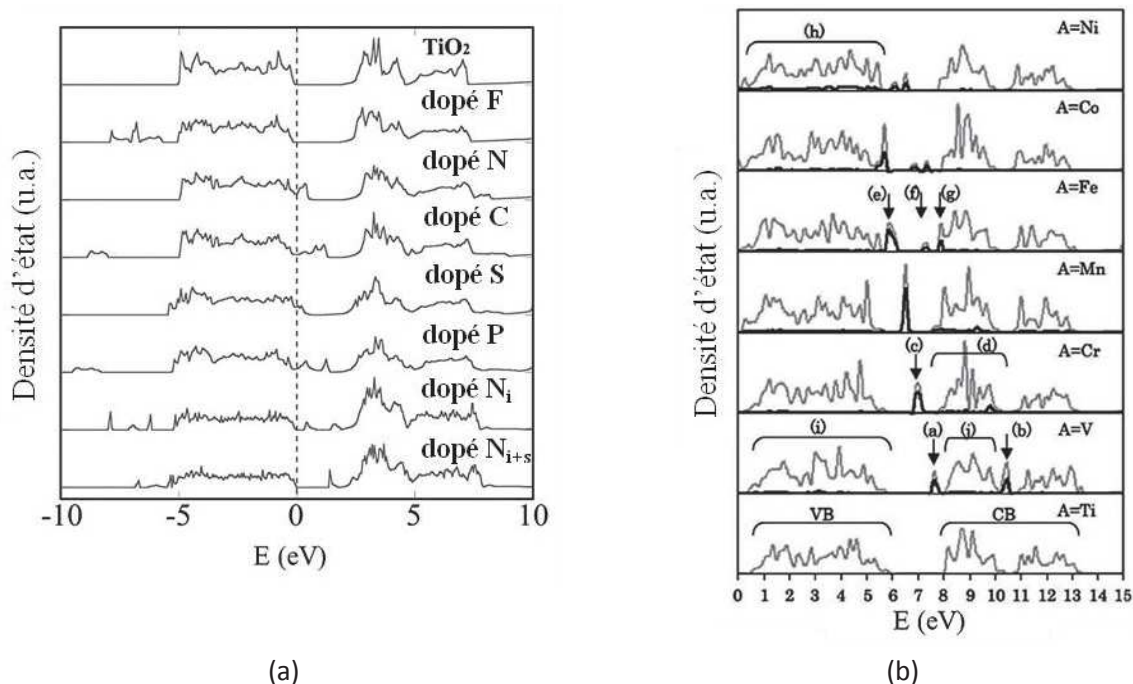 Densité d'état (u.a.)
TiO2
dopé F
dopé N
dopé C
dopé S
dopé P
dopé Ni
dopé Ni+s
-10 -5 0 5 10
E (eV)
(a)
Densité d'état (u.a.)
(h) A=Ni
A=Co
(e) (f) (g) A=Fe
A=Mn
(c) (d) A=Cr
(i) (a) (j) (b) A=V
VB CB A=Ti
0 1 2 3 4 5 6 7 8 9 10 11 12 13 14 15
E (eV)
(b)